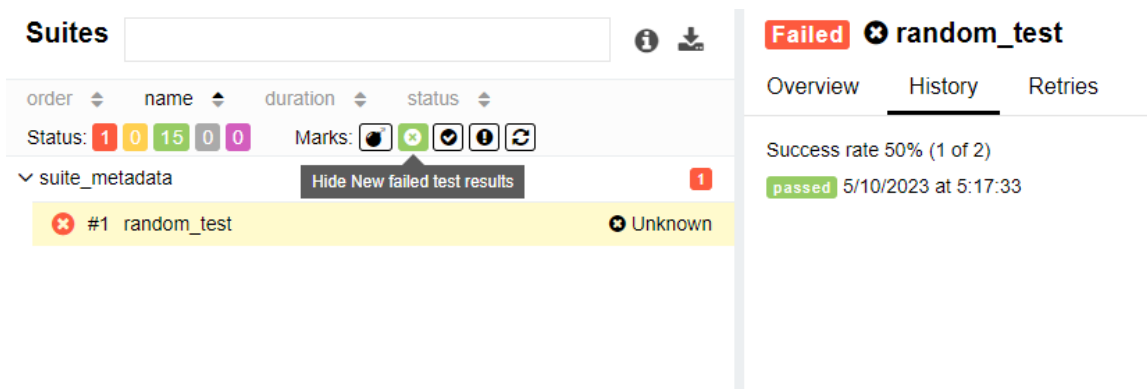 Suites
order name duration status
Status: 1 0 15 0 0 Marks:
Hide New failed test results
suite_metadata 1
#1 random_test Unknown
Failed random_test
Overview History Retries
Success rate 50% (1 of 2)
passed 5/10/2023 at 5:17:33